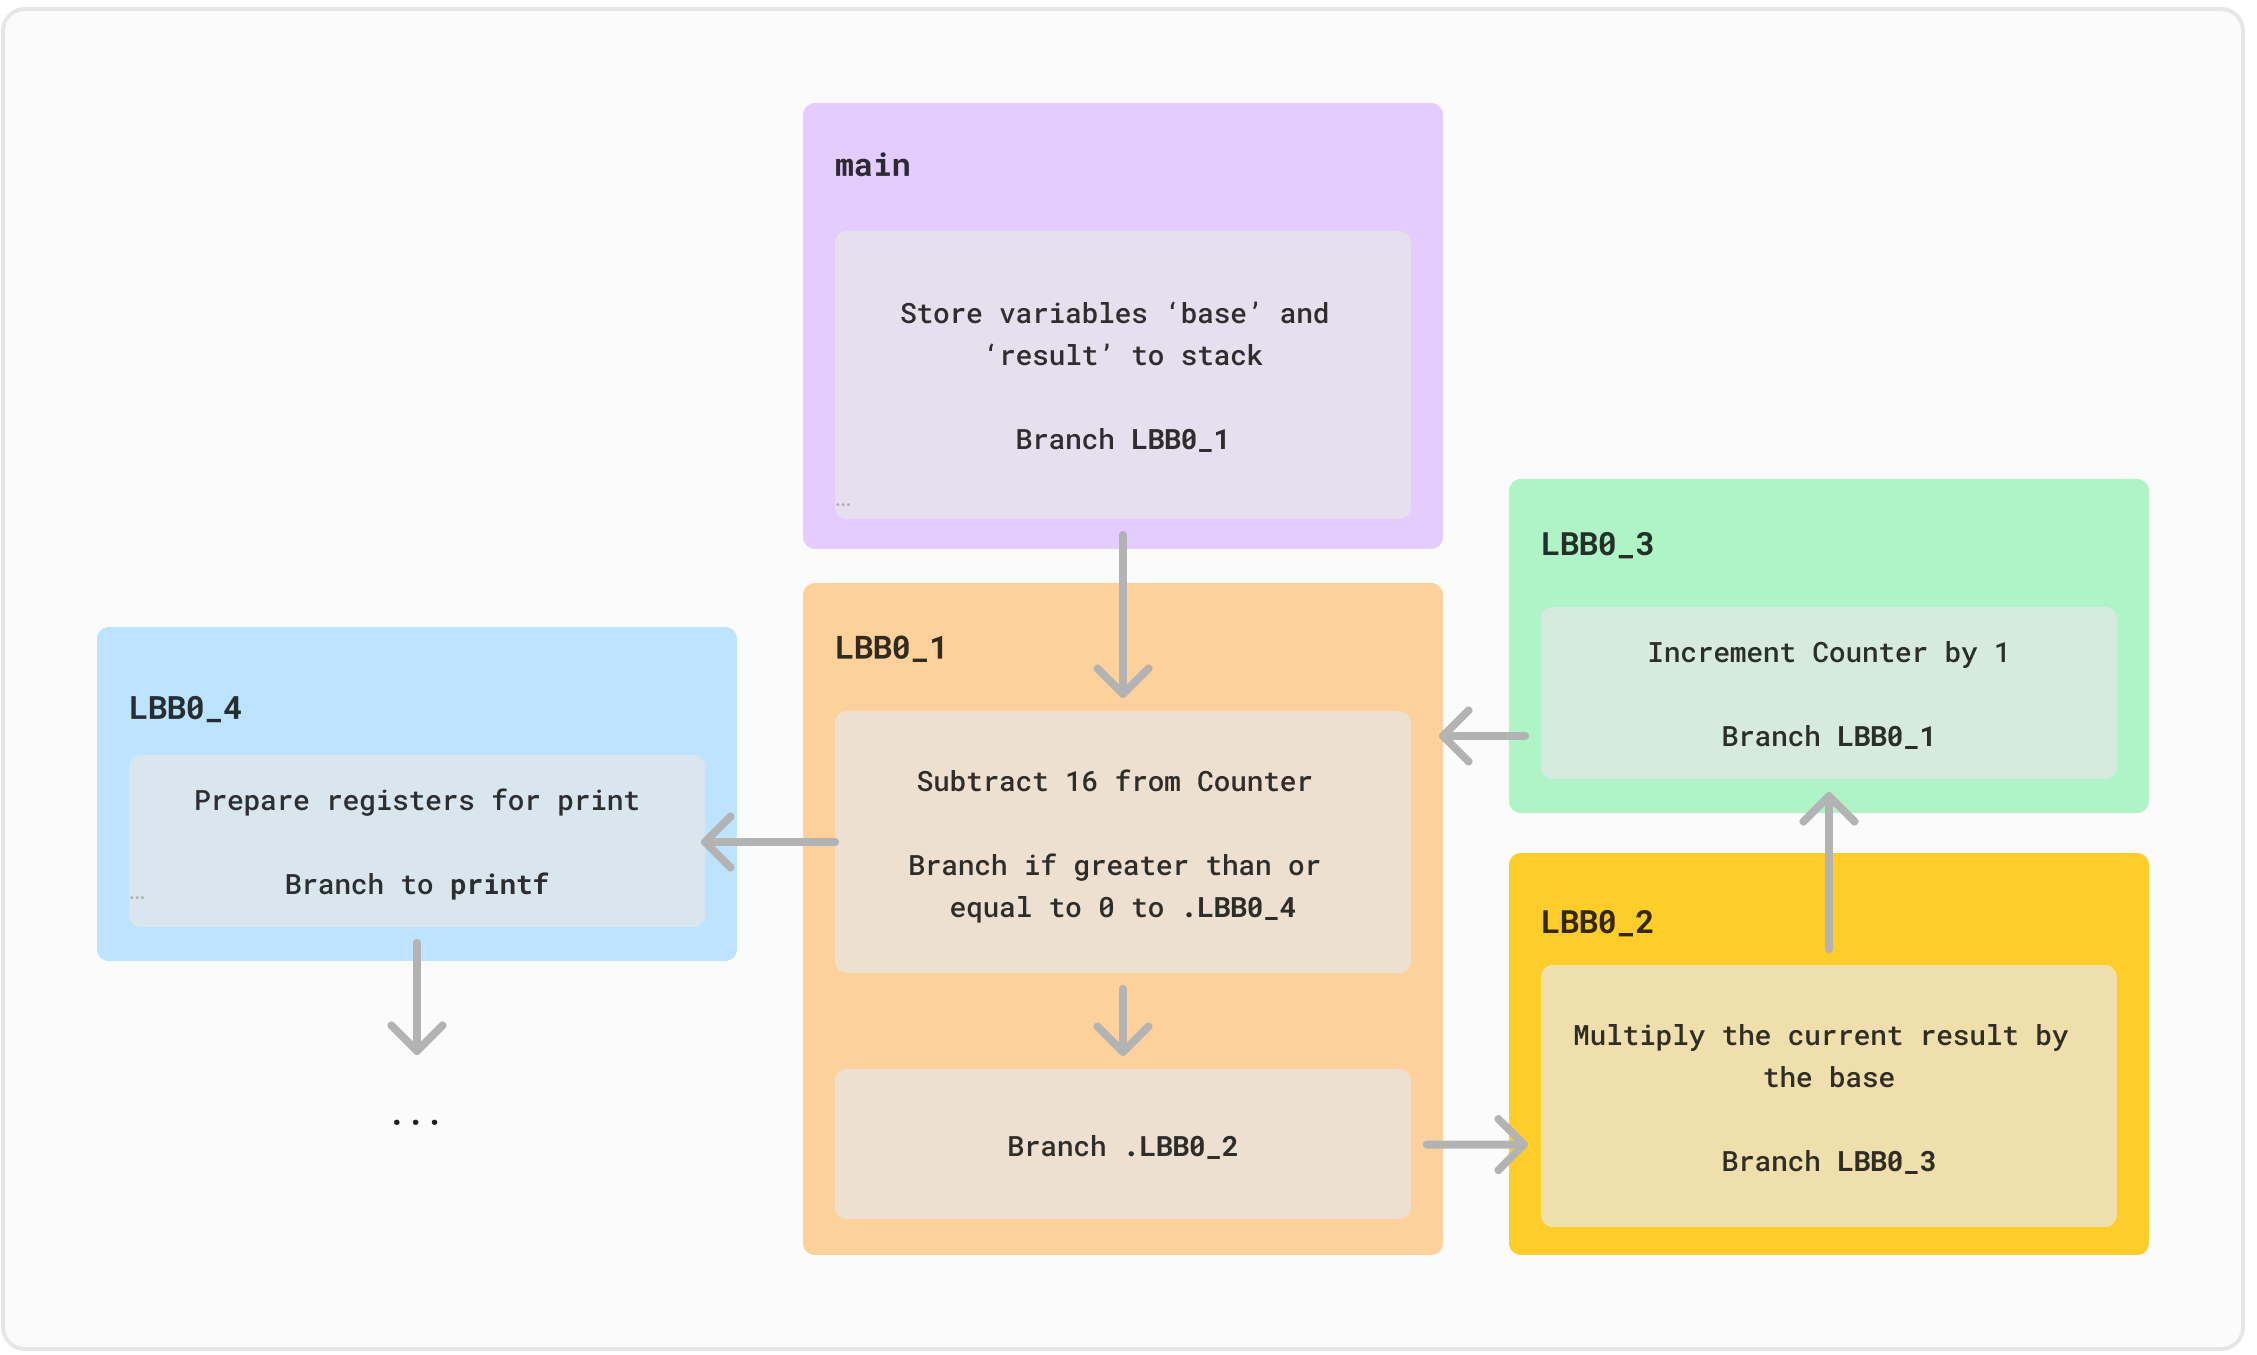 main
Store variables ‘base’ and
‘result’ to stack
Branch LBB0_1
…
LBB0_1
Subtract 16 from Counter
Branch if greater than or
equal to 0 to .LBB0_4
Branch .LBB0_2
LBB0_3
Increment Counter by 1
Branch LBB0_1
LBB0_2
Multiply the current result by
the base
Branch LBB0_3
LBB0_4
Prepare registers for print
Branch to printf
…
...